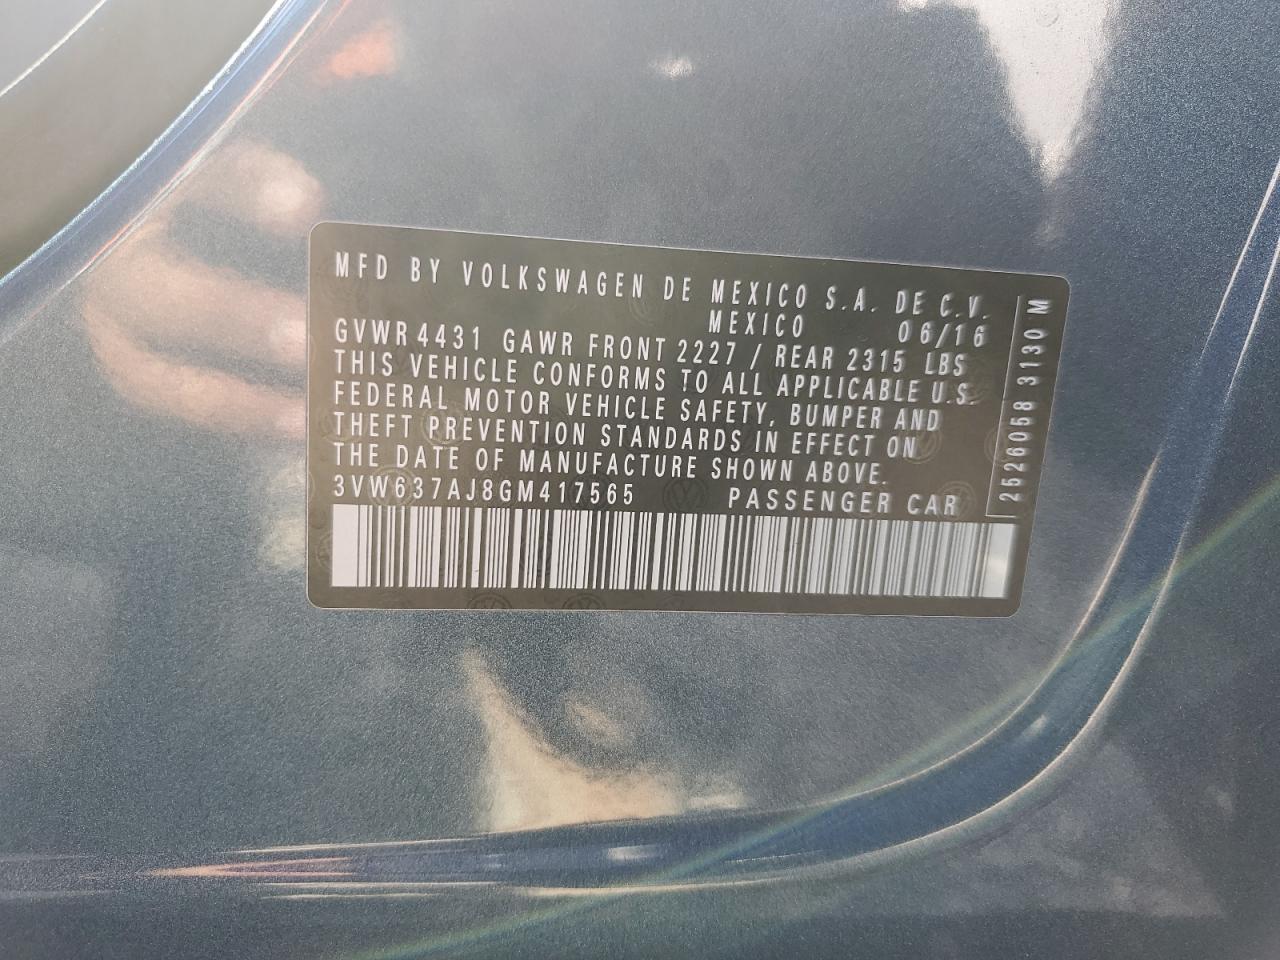 MFD BY VOLKSWAGEN DE MEXICO S.A. DE C.V.
MEXICO 06/16
GVWR 4431 GAWR FRONT 2227 / REAR 2315 LBS
THIS VEHICLE CONFORMS TO ALL APPLICABLE U.S.
FEDERAL MOTOR VEHICLE SAFETY, BUMPER AND
THEFT PREVENTION STANDARDS IN EFFECT ON
THE DATE OF MANUFACTURE SHOWN ABOVE.
3VW637AJ8GM417565 PASSENGER CAR
2526058 3130 M